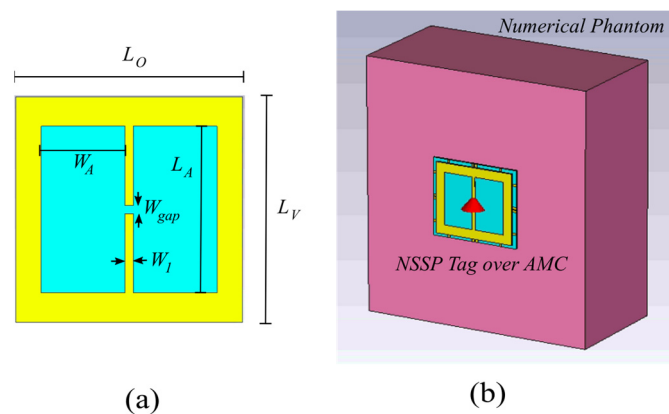 L_O
W_A
L_A
W_gap
W_1
L_V
(a)
Numerical Phantom
NSSP Tag over AMC
(b)